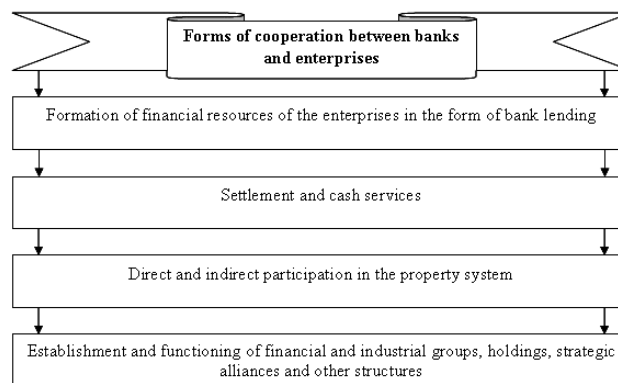 Forms of cooperation between banks
and enterprises
Formation of financial resources of the enterprises in the form of bank lending
Settlement and cash services
Direct and indirect participation in the property system
Establishment and functioning of financial and industrial groups, holdings, strategic
alliances and other structures